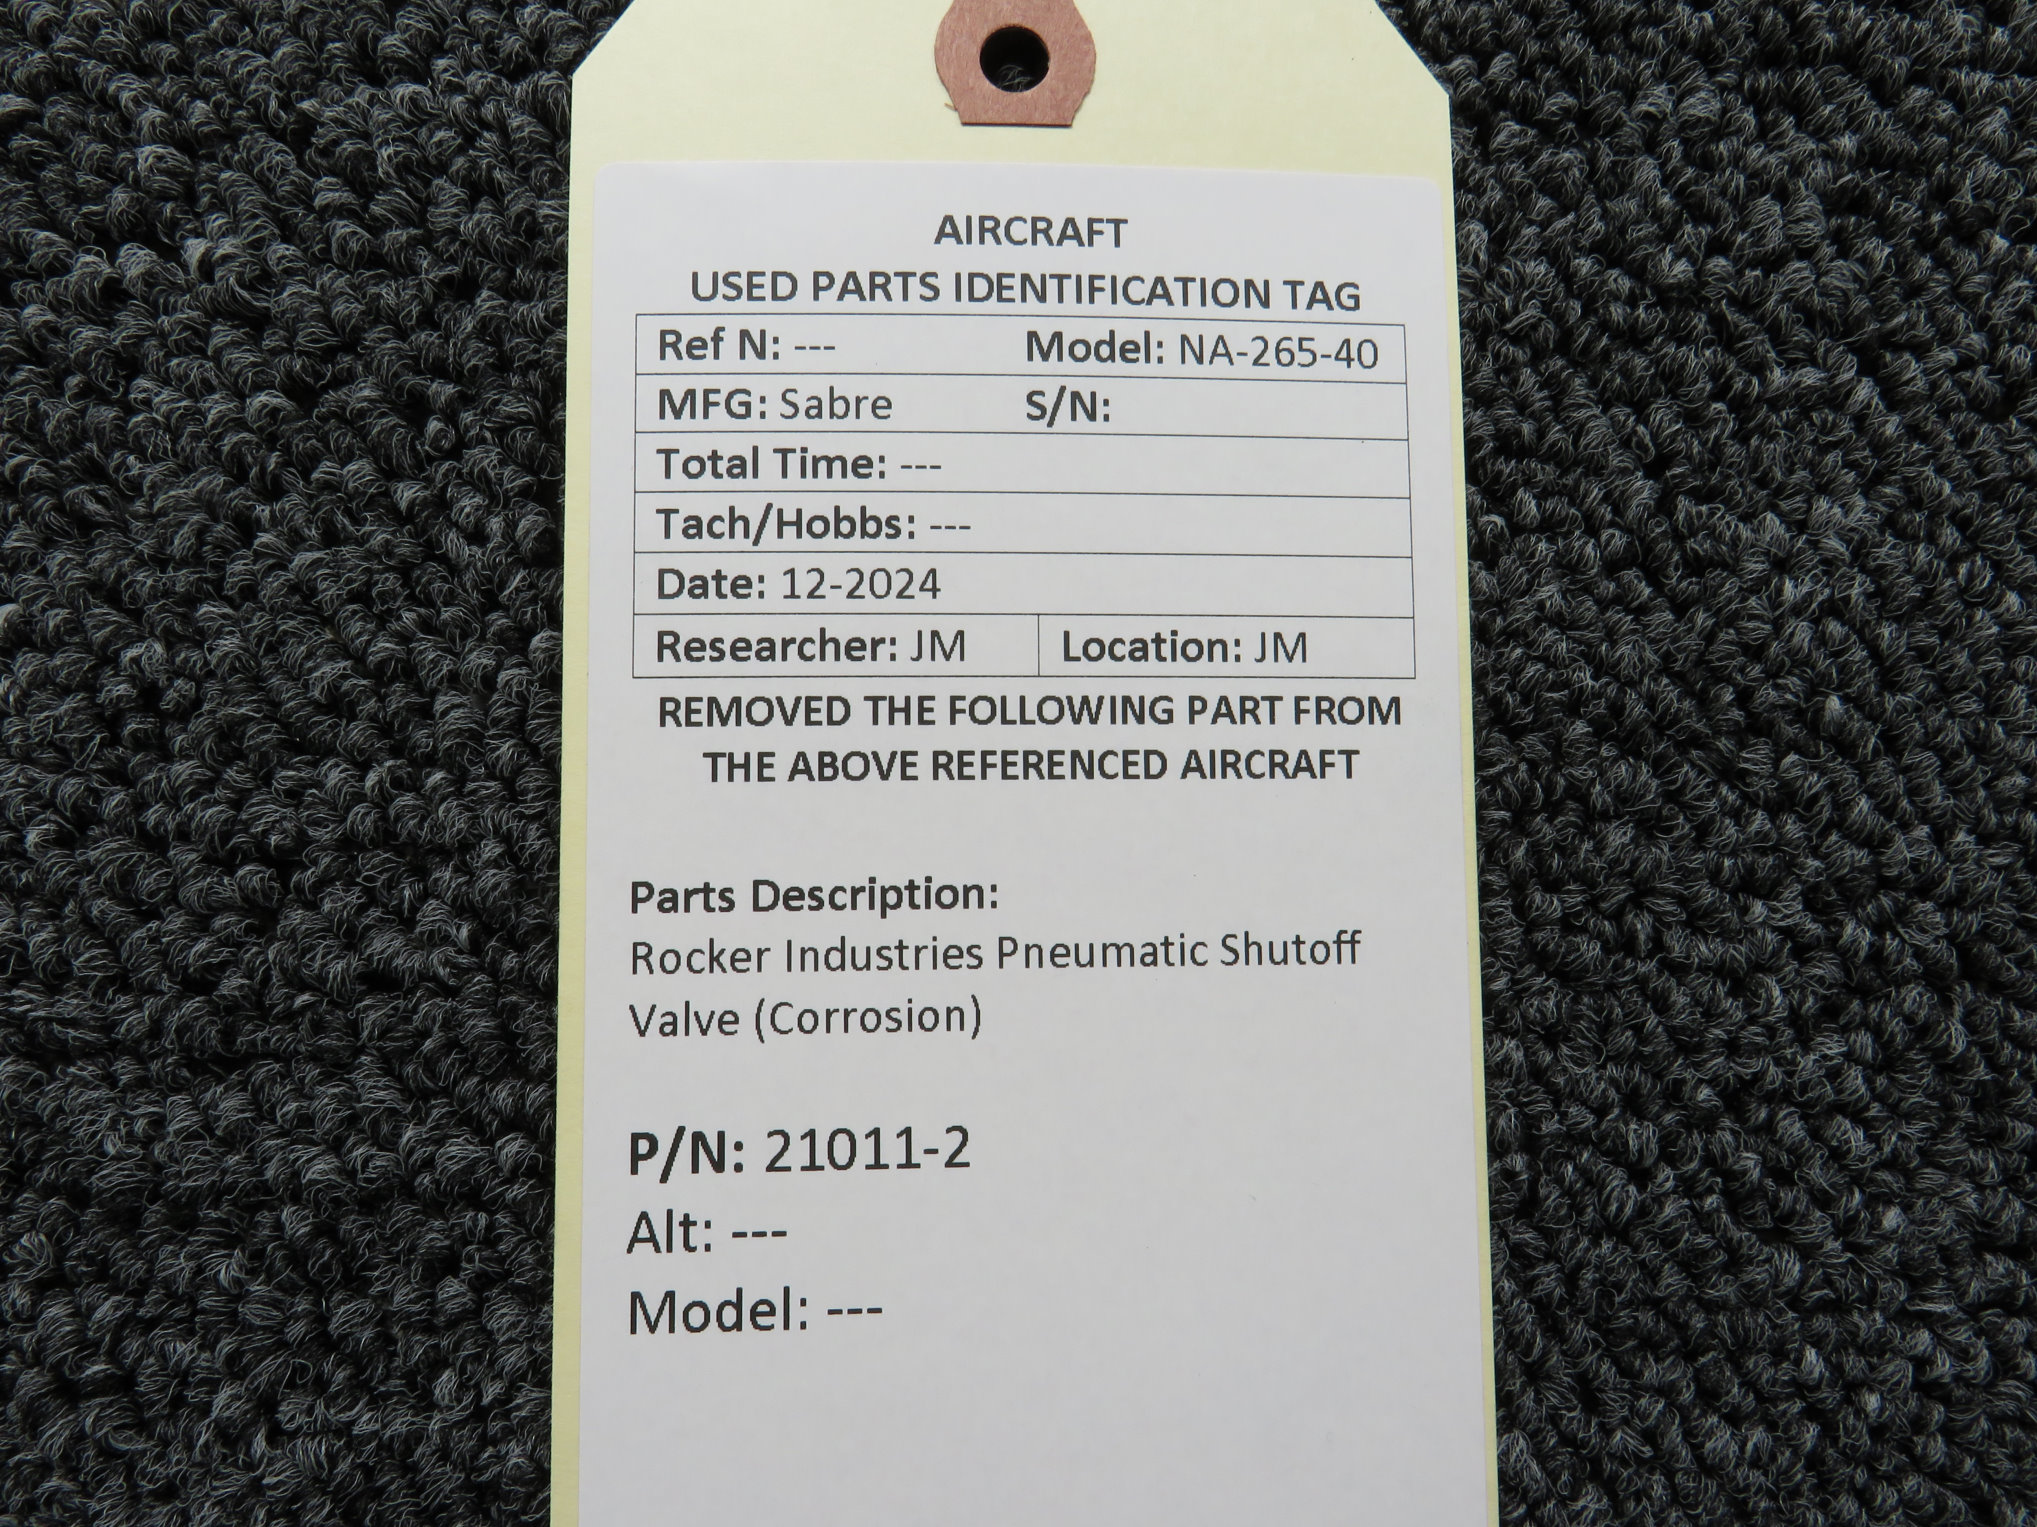 AIRCRAFT
USED PARTS IDENTIFICATION TAG
Ref N: --- Model: NA-265-40
MFG: Sabre S/N:
Total Time: ---
Tach/Hobbs: ---
Date: 12-2024
Researcher: JM Location: JM
REMOVED THE FOLLOWING PART FROM
THE ABOVE REFERENCED AIRCRAFT
Parts Description:
Rocker Industries Pneumatic Shutoff
Valve (Corrosion)
P/N: 21011-2
Alt: ---
Model: ---